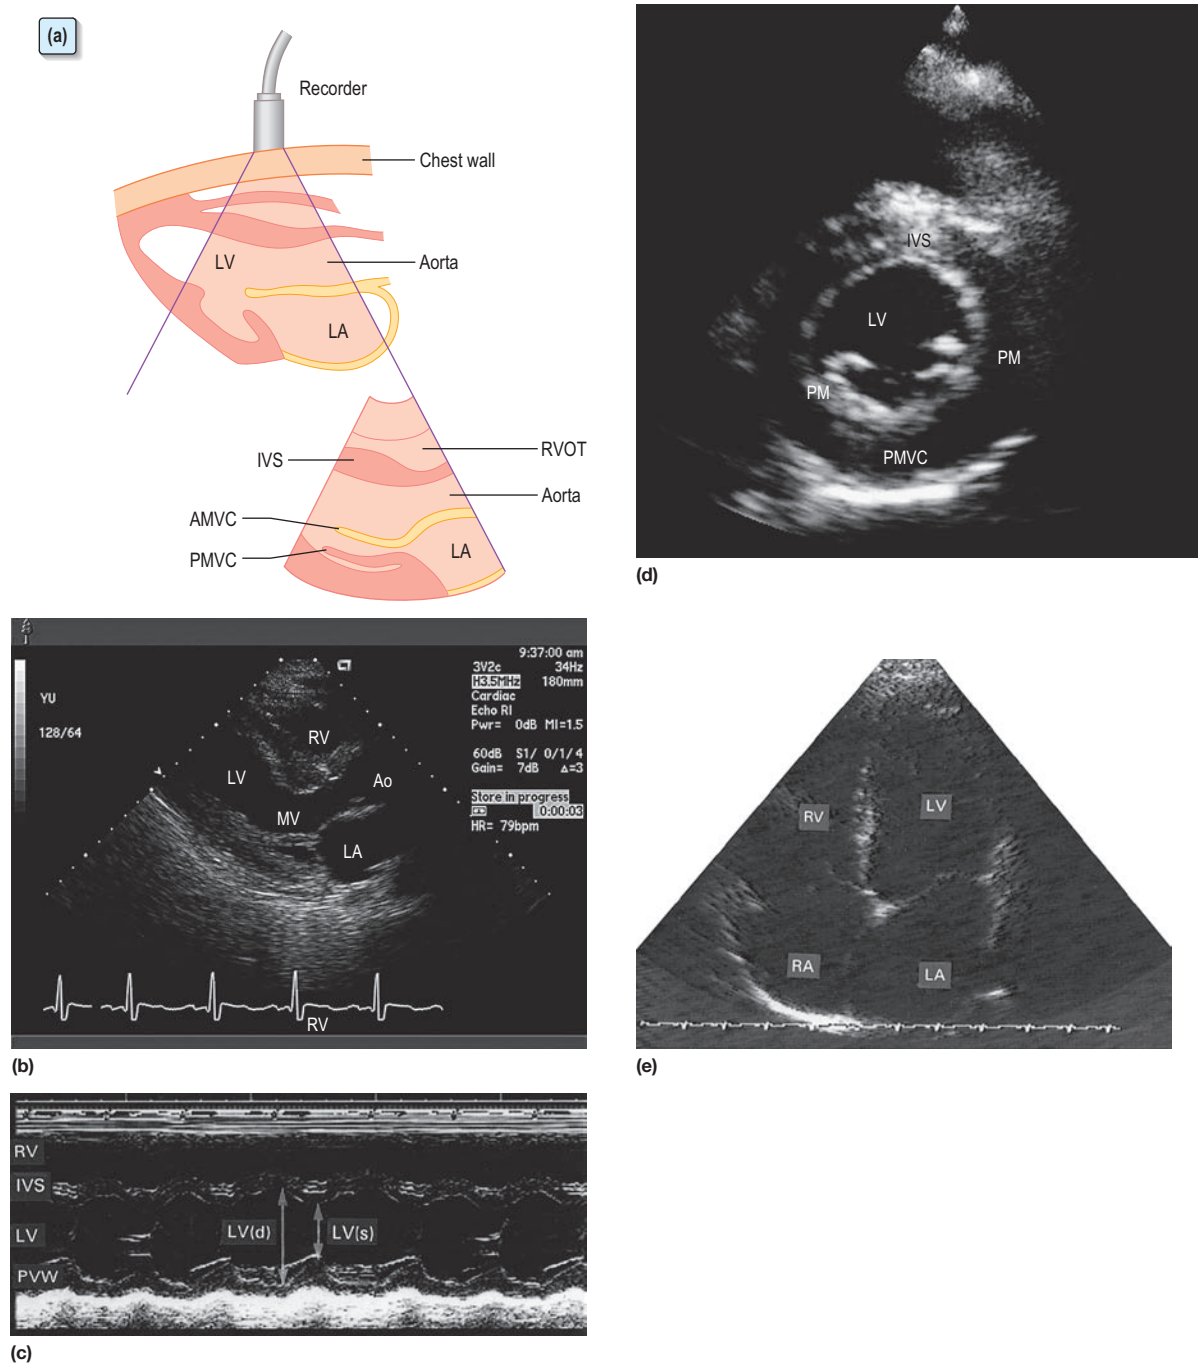 (a)
Recorder
Chest wall
LV
Aorta
LA
IVS
RVOT
Aorta
AMVC
PMVC
LA
9:37:00 am
3V2c 34Hz
H3.5MHz 180mm
Cardiac
Echo RI
Pwr= 0dB MI=1.5
60dB S1/ 0/1/4
Gain= 7dB Δ=3
Store in progress
0:00:03
HR= 79bpm
YU
128/64
RV
LV
Ao
MV
LA
RV
(b)
RV
IVS
LV
LV(d)
LV(s)
PVW
(c)
IVS
LV
PM
PM
PMVC
(d)
RV
LV
RA
LA
(e)